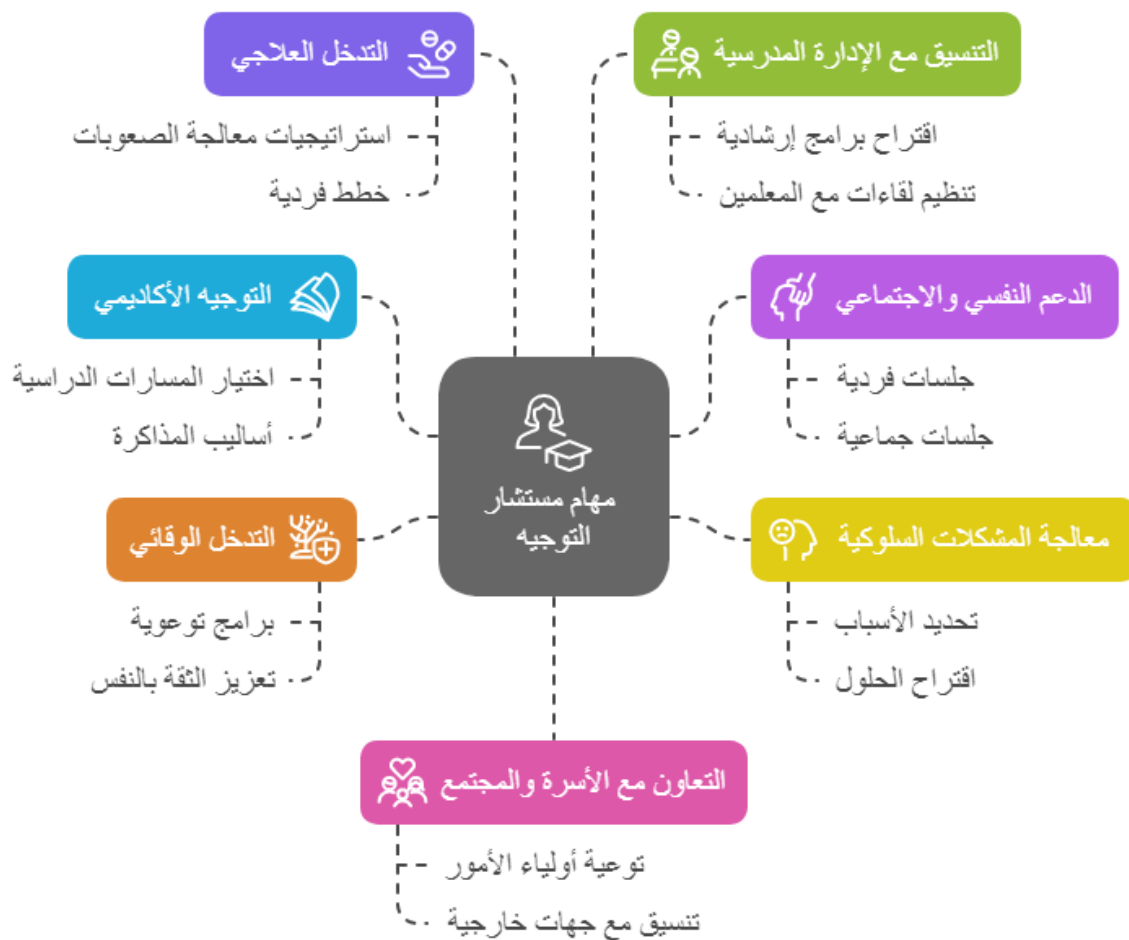 التنسيق مع الإدارة المدرسية
اقتراح برامج إرشادية
تنظيم لقاءات مع المعلمين
التدخل العلاجي
استراتيجيات معالجة الصعوبات
خطط فردية
الدعم النفسي والاجتماعي
جلسات فردية
جلسات جماعية
التوجيه الأكاديمي
اختيار المسارات الدراسية
أساليب المذاكرة
مهام مستشار
التوجيه
معالجة المشكلات السلوكية
تحديد الأسباب
اقتراح الحلول
التدخل الوقائي
برامج توعوية
تعزيز الثقة بالنفس
التعاون مع الأسرة والمجتمع
توعية أولياء الأمور
تنسيق مع جهات خارجية